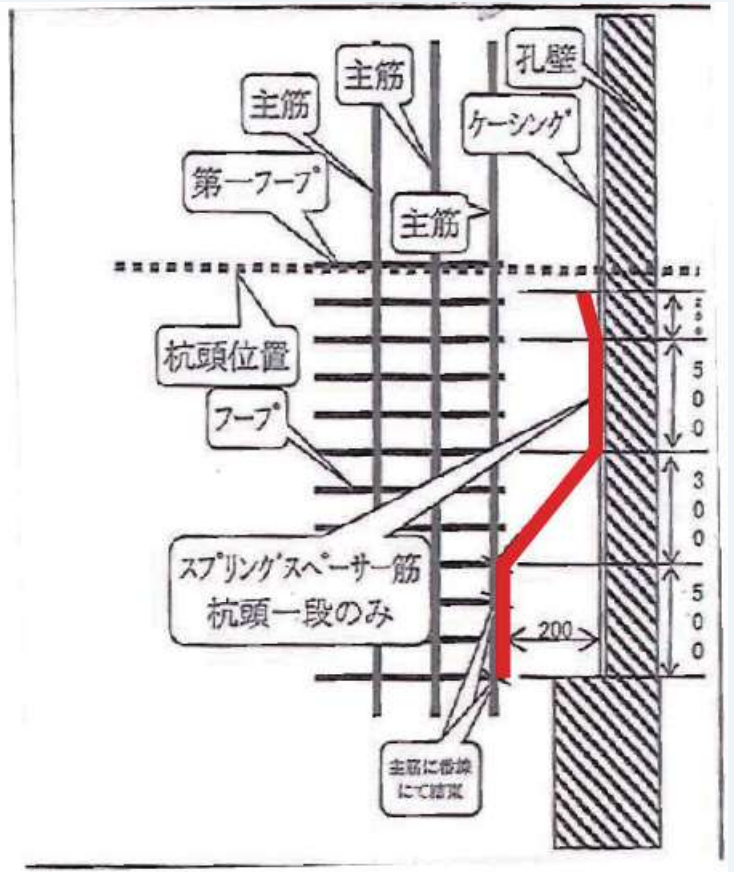 孔壁
主筋
主筋
ケーシング
第一フープ
主筋
杭頭位置
フープ
500
300
スプリングスペーサー筋
杭頭一段のみ
500
200
主筋に番線
にて結束